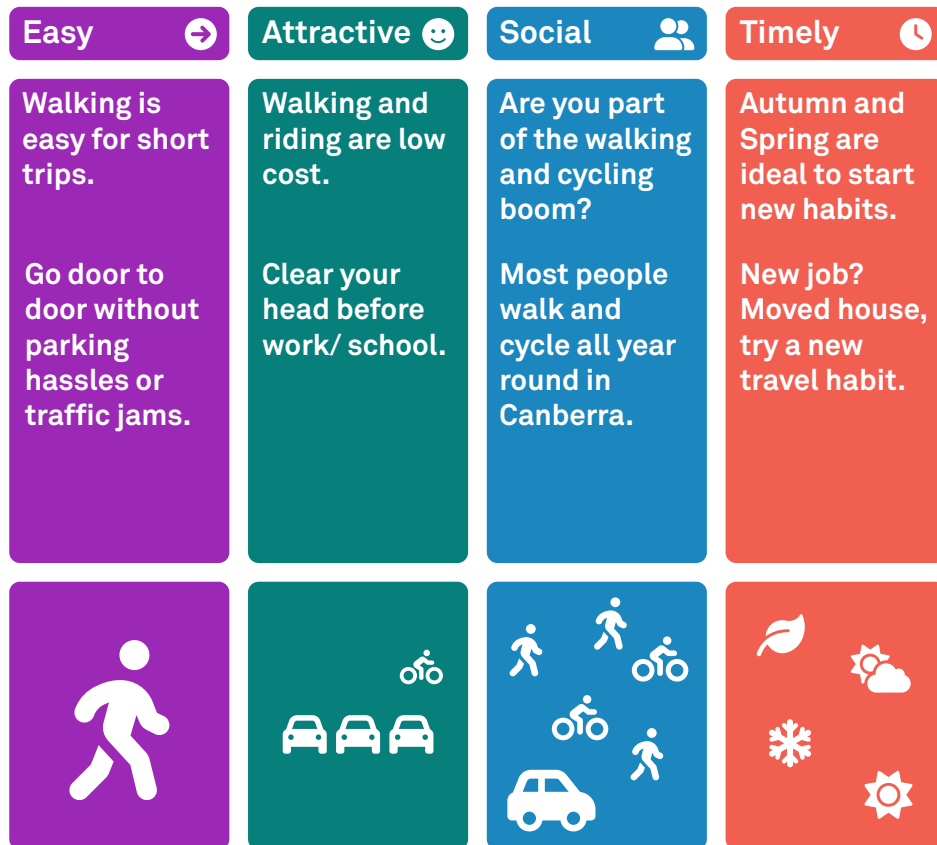 Easy
Walking is
easy for short
trips.
Go door to
door without
parking
hassles or
traffic jams.
Attractive
Walking and
riding are low
cost.
Clear your
head before
work/ school.
Social
Are you part
of the walking
and cycling
boom?
Most people
walk and
cycle all year
round in
Canberra.
Timely
Autumn and
Spring are
ideal to start
new habits.
New job?
Moved house,
try a new
travel habit.